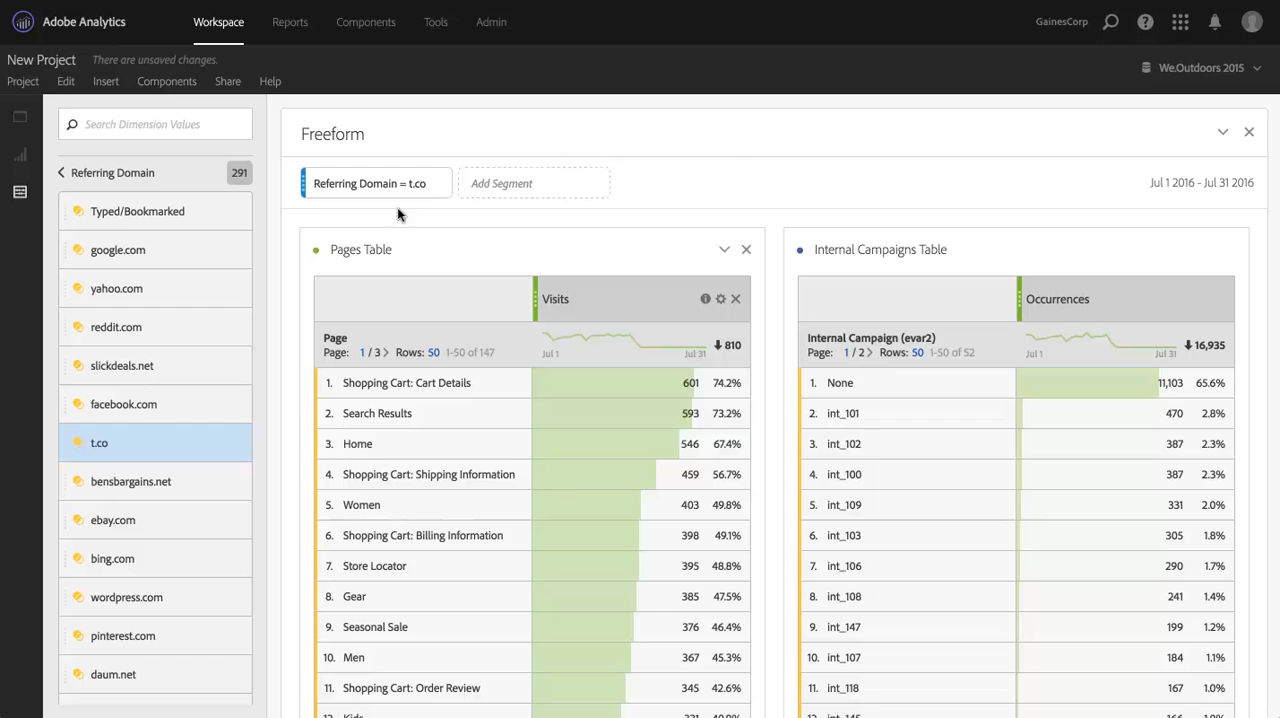 Adobe Analytics
Workspace
Reports
Components
Tools
Admin
GainesCorp
New Project
There are unsaved changes.
Project
Edit
Insert
Components
Share
Help
We.Outdoors 2015
Search Dimension Values
Referring Domain
291
Typed/Bookmarked
google.com
yahoo.com
reddit.com
slickdeals.net
facebook.com
t.co
bensbargains.net
ebay.com
bing.com
wordpress.com
pinterest.com
daum.net
Freeform
Referring Domain = t.co
Add Segment
Jul 1 2016 - Jul 31 2016
Pages Table
Visits
Page
Page: 1 / 3 > Rows: 50 1-50 of 147
Jul 1
Jul 31
810
1. Shopping Cart: Cart Details 601 74.2%
2. Search Results 593 73.2%
3. Home 546 67.4%
4. Shopping Cart: Shipping Information 459 56.7%
5. Women 403 49.8%
6. Shopping Cart: Billing Information 398 49.1%
7. Store Locator 395 48.8%
8. Gear 385 47.5%
9. Seasonal Sale 376 46.4%
10. Men 367 45.3%
11. Shopping Cart: Order Review 345 42.6%
Internal Campaigns Table
Occurrences
Internal Campaign (evar2)
Page: 1 / 2 > Rows: 50 1-50 of 52
Jul 1
Jul 31
16,935
1. None 11,103 65.6%
2. int_101 470 2.8%
3. int_102 387 2.3%
4. int_100 387 2.3%
5. int_109 331 2.0%
6. int_103 305 1.8%
7. int_106 290 1.7%
8. int_108 241 1.4%
9. int_147 199 1.2%
10. int_107 184 1.1%
11. int_118 167 1.0%